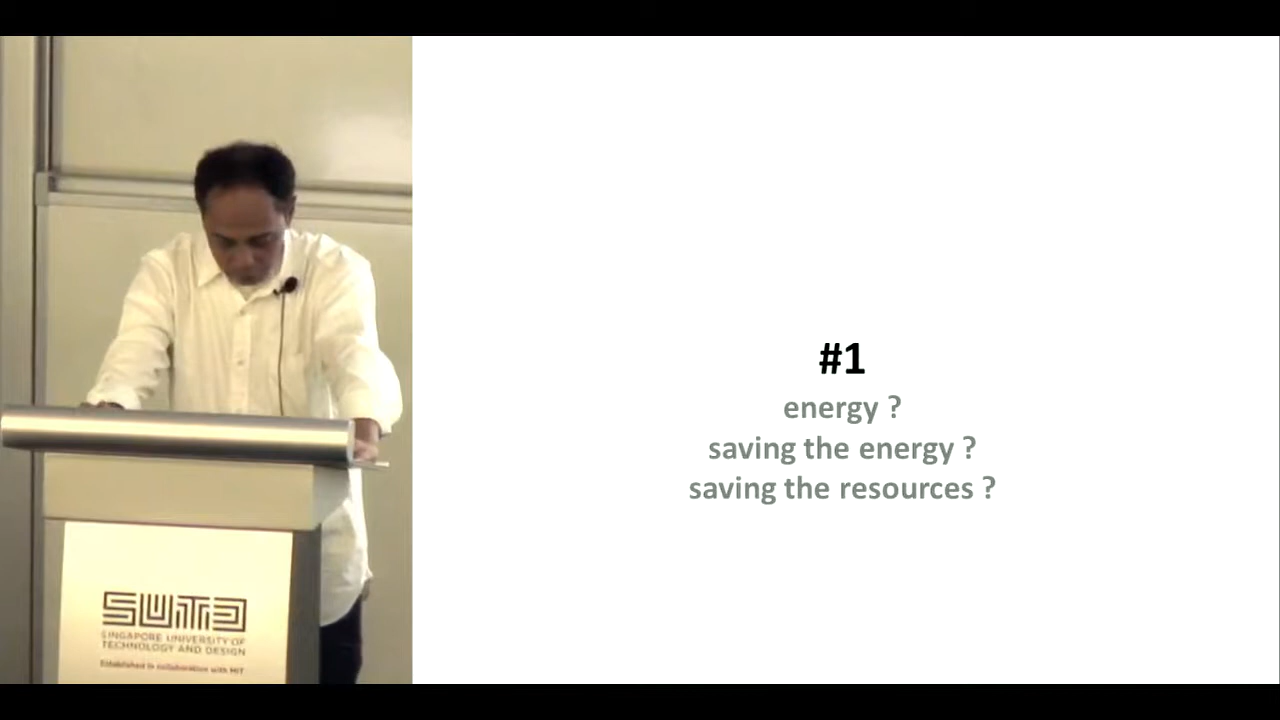 #1
energy ?
saving the energy ?
saving the resources ?
SUTD
SINGAPORE UNIVERSITY OF
TECHNOLOGY AND DESIGN
Established in collaboration with MIT